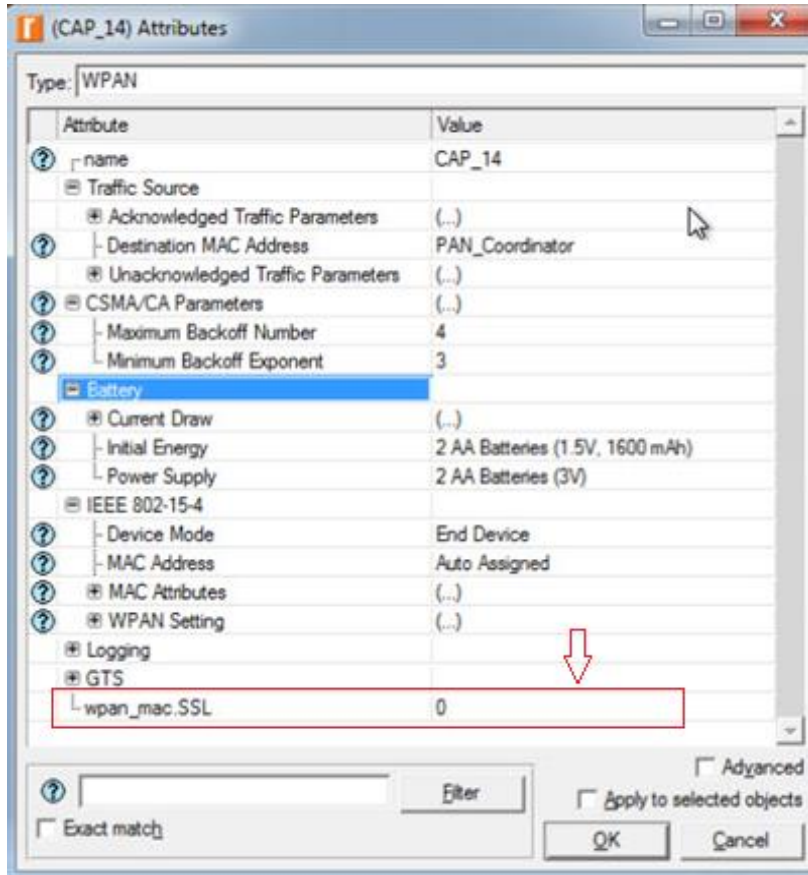 (CAP_14) Attributes
Type: WPAN
Attribute Value
name CAP_14
Traffic Source
Acknowledged Traffic Parameters (...)
Destination MAC Address PAN_Coordinator
Unacknowledged Traffic Parameters (...)
CSMA/CA Parameters (...)
Maximum Backoff Number 4
Minimum Backoff Exponent 3
Battery
Current Draw (...)
Initial Energy 2 AA Batteries (1.5V, 1600 mAh)
Power Supply 2 AA Batteries (3V)
IEEE 802-15-4
Device Mode End Device
MAC Address Auto Assigned
MAC Attributes (...)
WPAN Setting (...)
Logging
GTS
wpan_mac.SSL 0
Advanced
Filter
Apply to selected objects
Exact match
OK Cancel